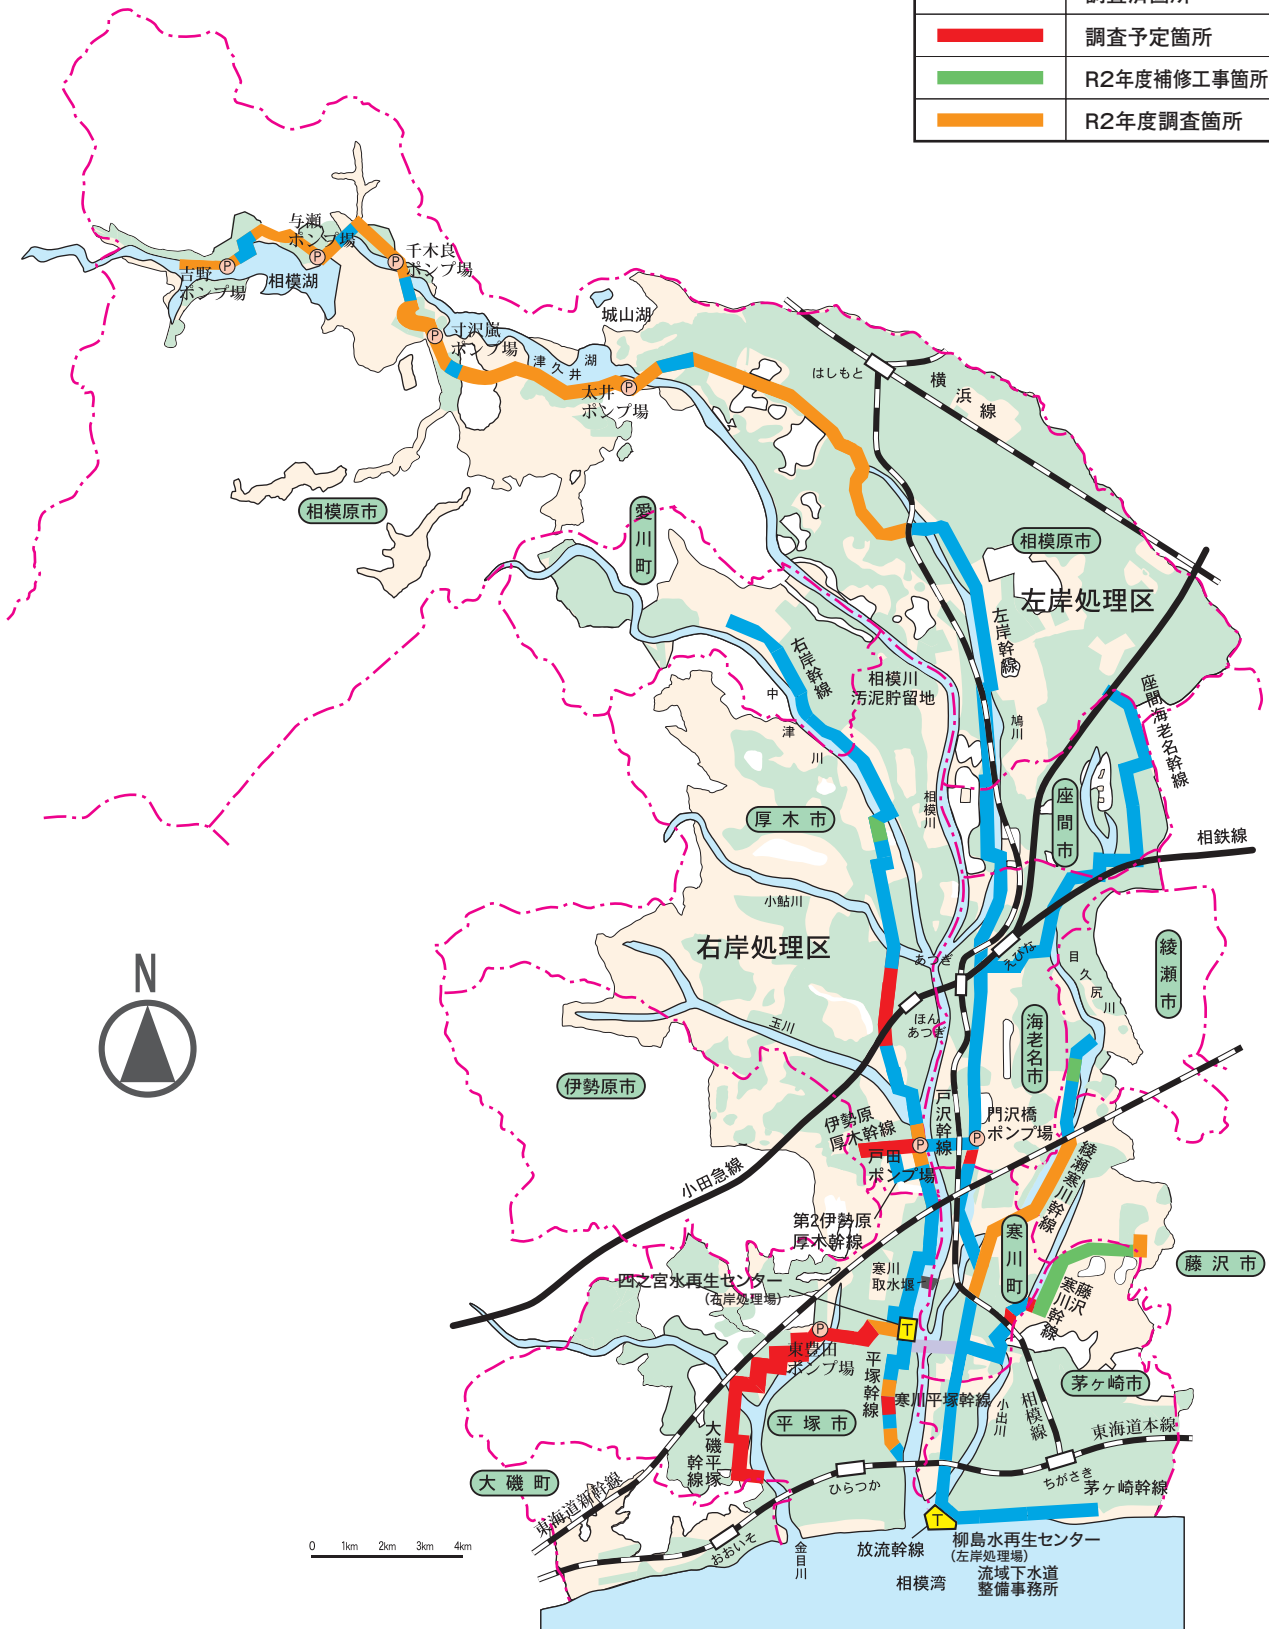 調査済箇所
調査予定箇所
R2年度補修工事箇所
R2年度調査箇所
与瀬
ポンプ場
千木良
ポンプ場
吉野
ポンプ場
相模湖
城山湖
寸沢嵐
ポンプ場
津久井湖
太井
ポンプ場
はしもと
横浜線
相模原市
愛川町
相模原市
左岸処理区
左岸幹線
右岸幹線
相模川
汚泥貯留地
中津川
鳩川
座間海老名幹線
相模川
座間市
厚木市
相鉄線
小鮎川
右岸処理区
あつぎ
えびな
目久尻川
綾瀬市
N
ほん
あつぎ
玉川
海老名市
伊勢原市
戸沢幹線
門沢橋
ポンプ場
伊勢原
厚木幹線
戸田
ポンプ場
綾瀬寒川幹線
小田急線
第2伊勢原
厚木幹線
寒川町
藤沢市
寒川
取水堰
四之宮水再生センター
(右岸処理場)
藤沢
寒川幹線
T
東豊田
ポンプ場
平塚幹線
寒川平塚幹線
小出川
相模線
茅ヶ崎市
平塚市
大磯平塚
幹線
東海道本線
大磯町
ひらつか
ちがさき
茅ヶ崎幹線
東海道新幹線
おおいそ
金目川
T
放流幹線
柳島水再生センター
(左岸処理場)
流域下水道
整備事務所
相模湾
0 1km 2km 3km 4km
P
P
P
P
P
P
P
P